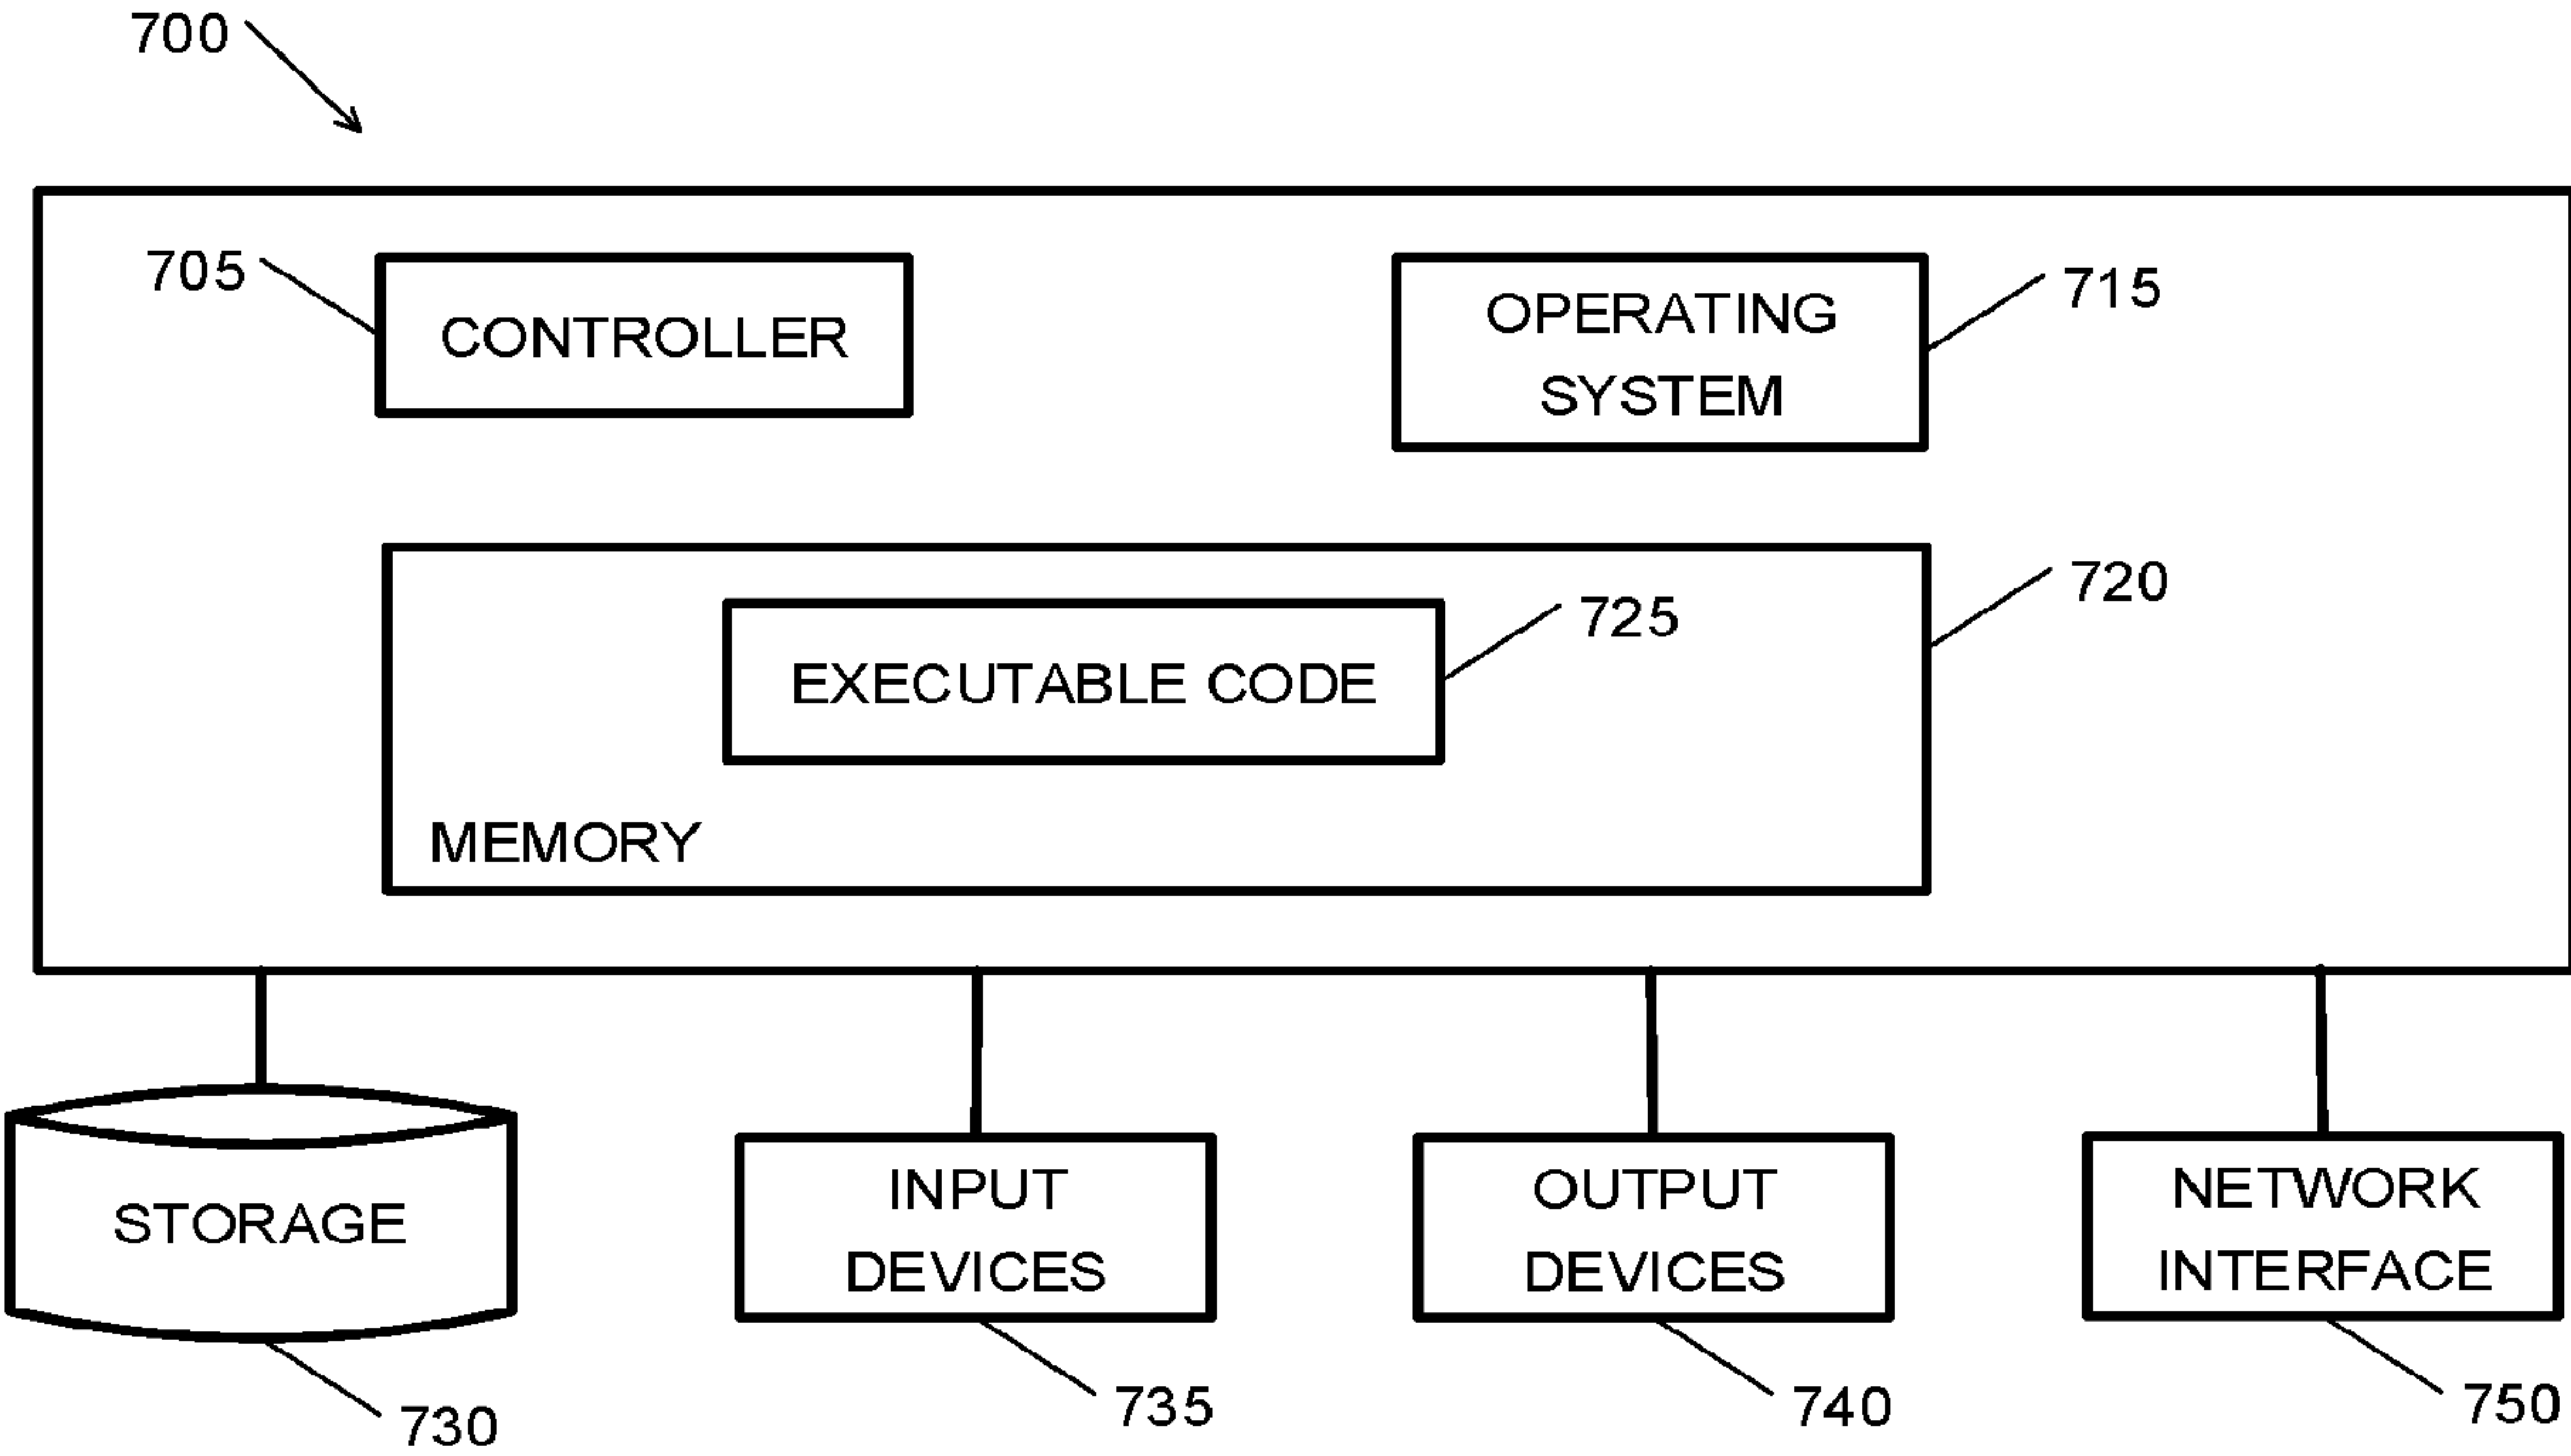 700
705
CONTROLLER
OPERATING
SYSTEM
715
720
725
EXECUTABLE CODE
MEMORY
STORAGE
INPUT
DEVICES
OUTPUT
DEVICES
NETWORK
INTERFACE
730
735
740
750